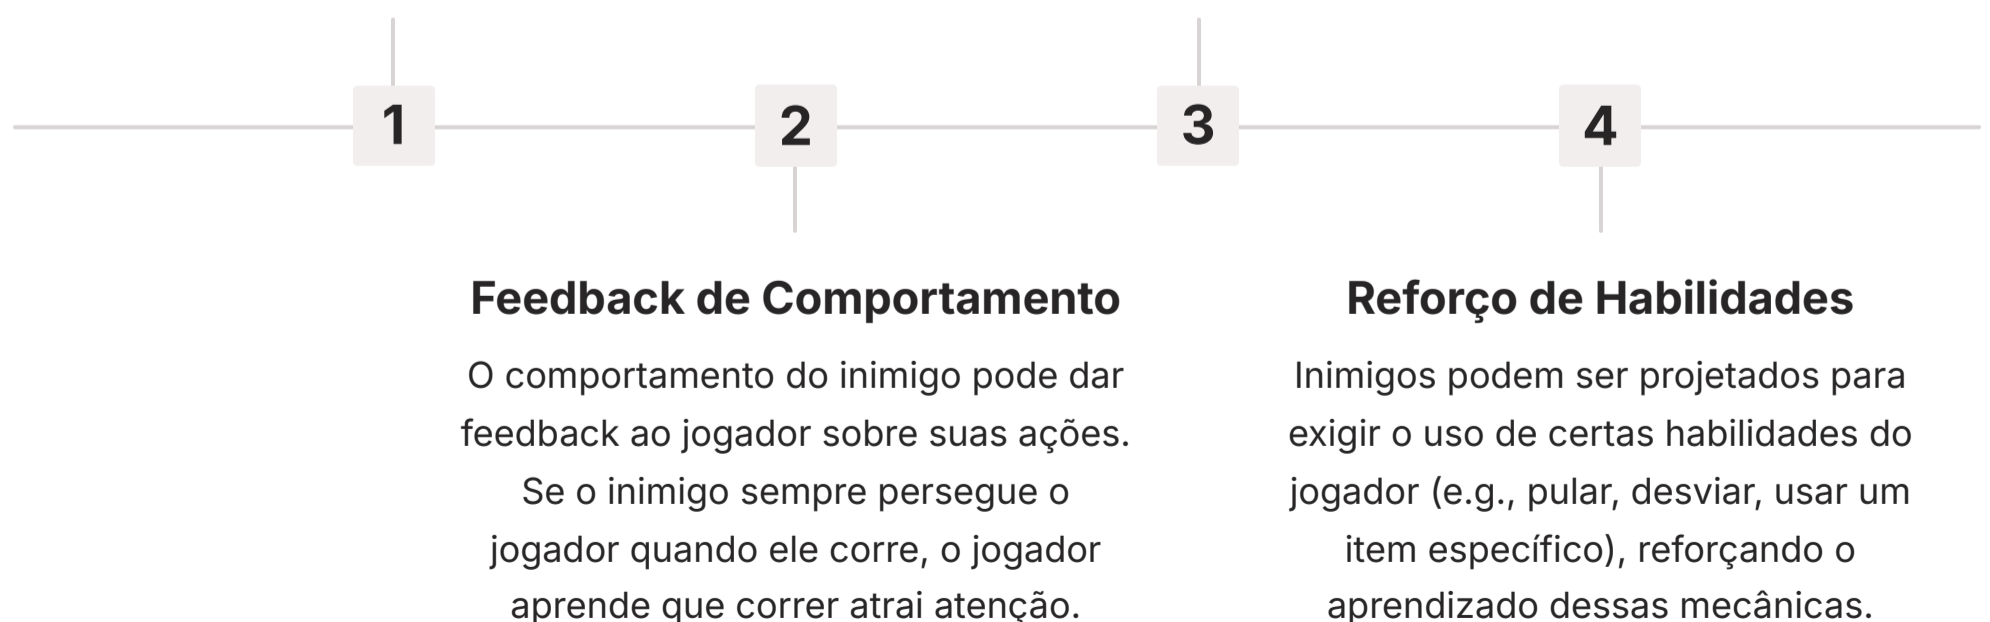 1
2
3
4
Feedback de Comportamento
O comportamento do inimigo pode dar
feedback ao jogador sobre suas ações.
Se o inimigo sempre persegue o
jogador quando ele corre, o jogador
aprende que correr atrai atenção.
Reforço de Habilidades
Inimigos podem ser projetados para
exigir o uso de certas habilidades do
jogador (e.g., pular, desviar, usar um
item específico), reforçando o
aprendizado dessas mecânicas.